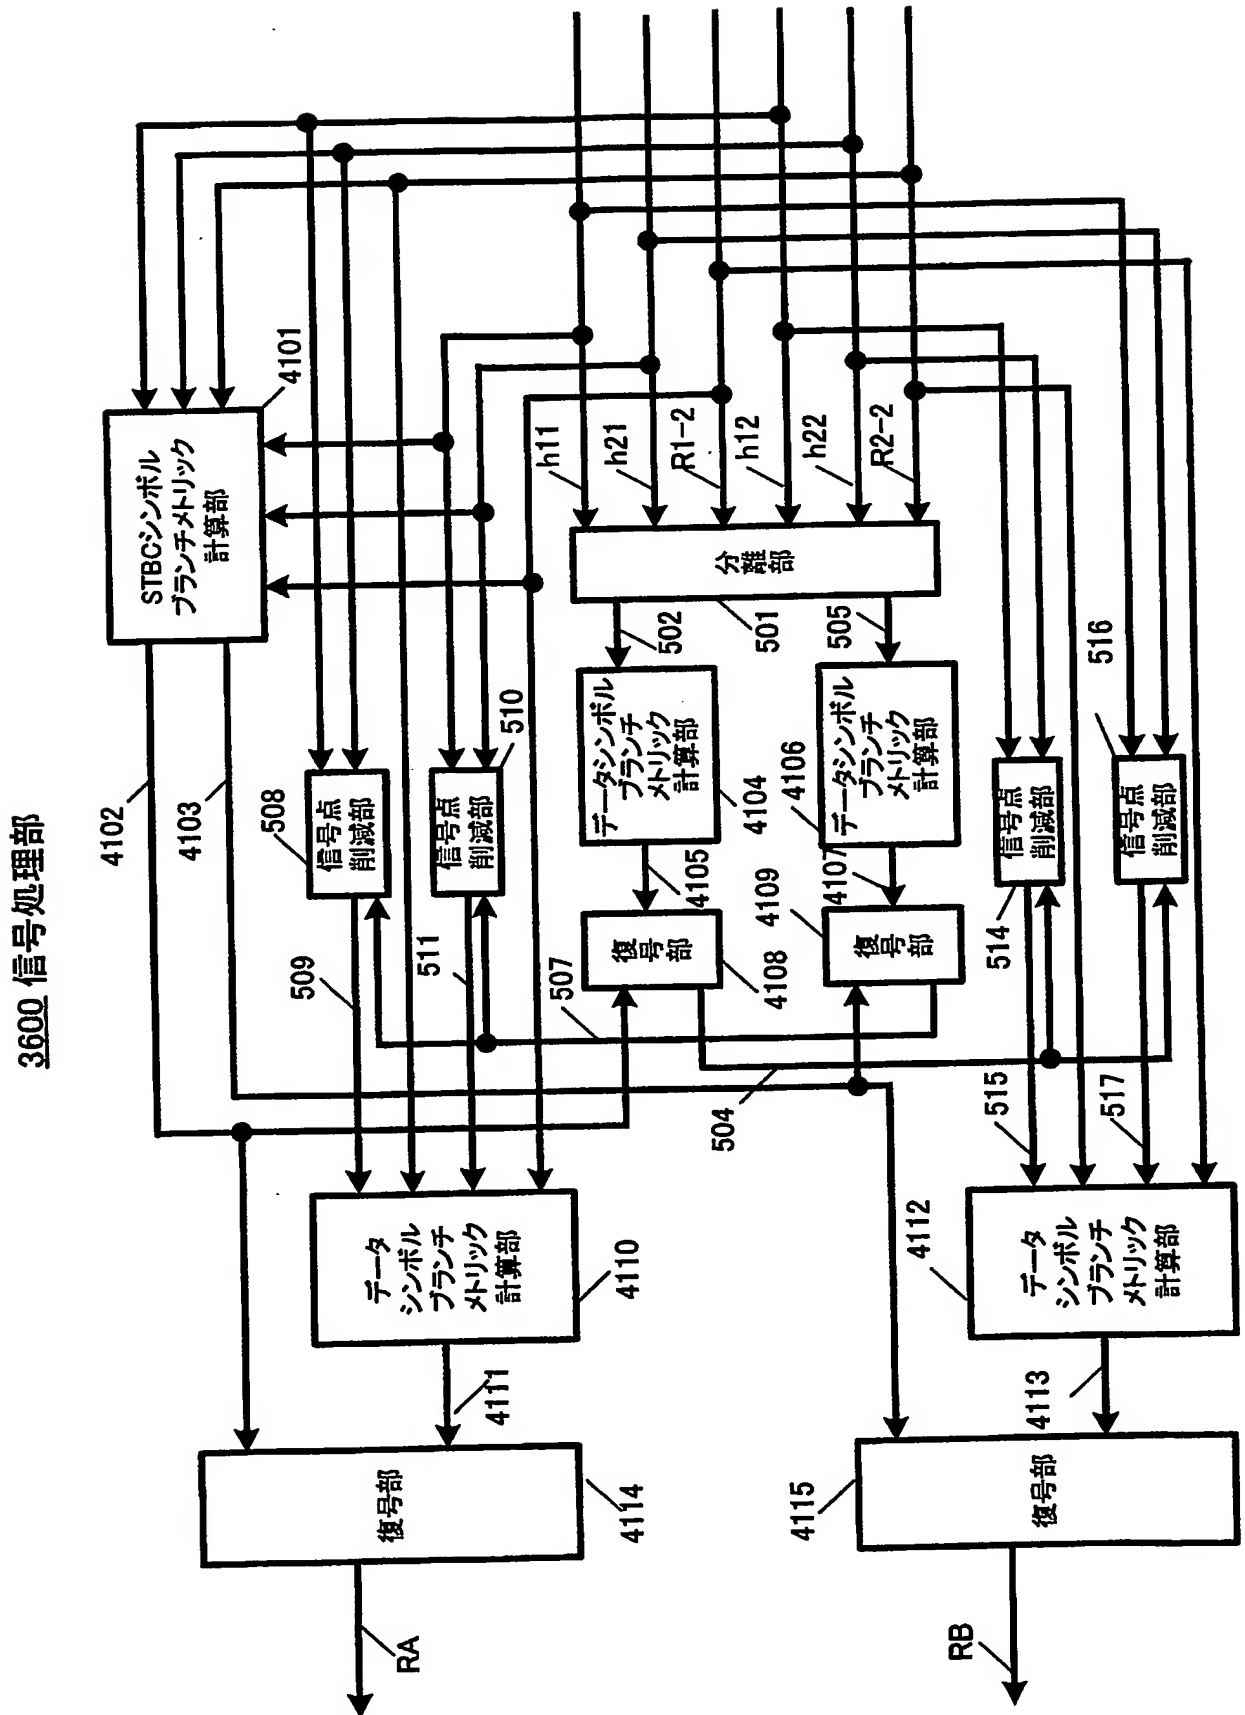 3600 信号処理部
STBCシンボル
ブランチメトリック
計算部
4101
4102
4103
信号点
削減部
508
509
信号点
削減部
510
511
h11
h21
R1-2
h12
h22
R2-2
分離部
501
502
505
データシンボル
ブランチ
メトリック
計算部
4104
4105
データシンボル
ブランチ
メトリック
計算部
4106
4107
復号部
4108
復号部
4109
507
504
信号点
削減部
514
515
信号点
削減部
516
517
データ
シンボル
ブランチ
メトリック
計算部
4110
4111
データ
シンボル
ブランチ
メトリック
計算部
4112
4113
復号部
4114
復号部
4115
RA
RB